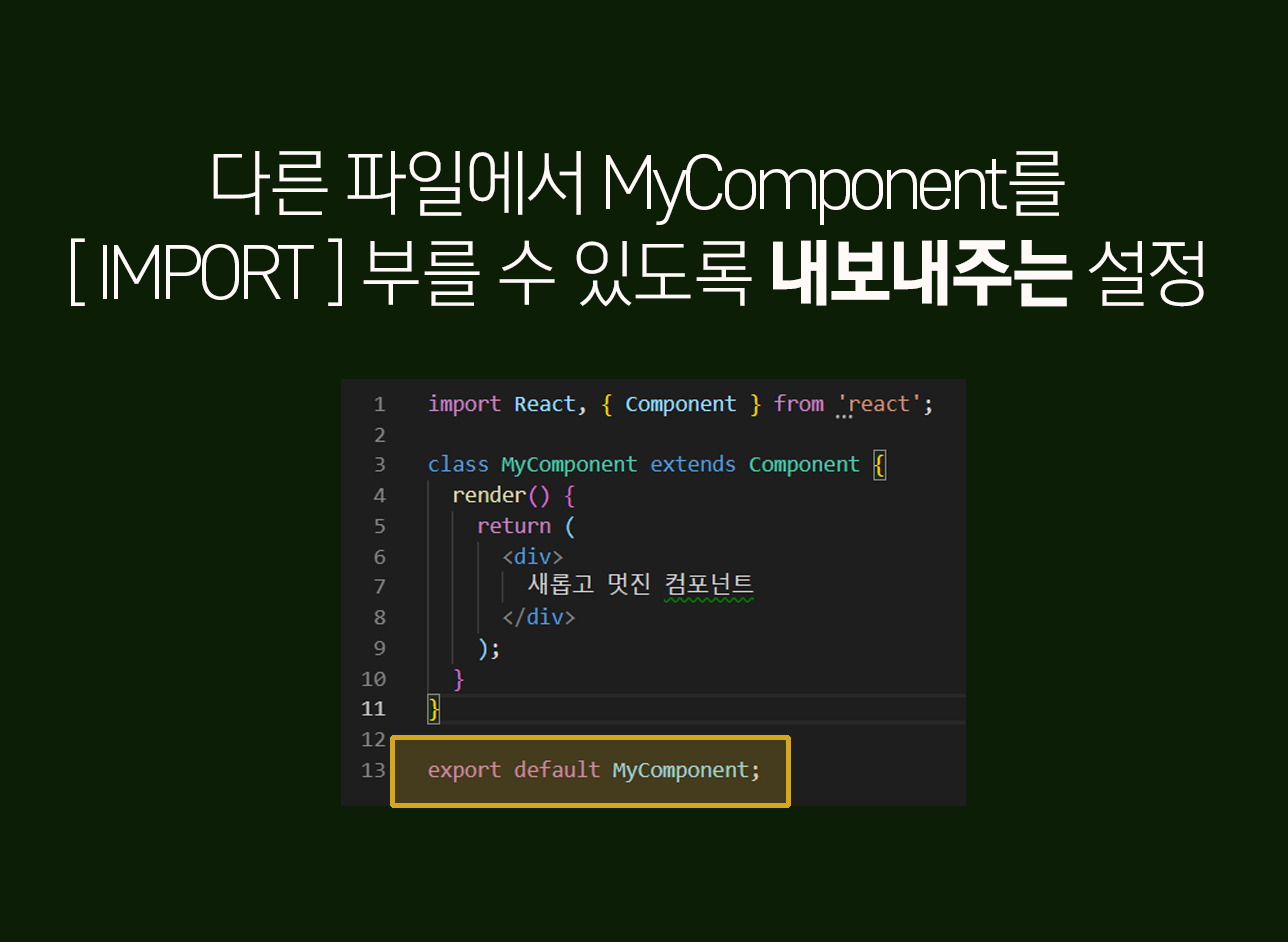 다른 파일에서 MyComponent를
[ IMPORT ] 부를 수 있도록 내보내주는 설정
1 import React, { Component } from 'react';
2
3 class MyComponent extends Component {
4 render() {
5 return (
6 <div>
7 새롭고 멋진 컴포넌트
8 </div>
9 );
10 }
11 }
12
13 export default MyComponent;